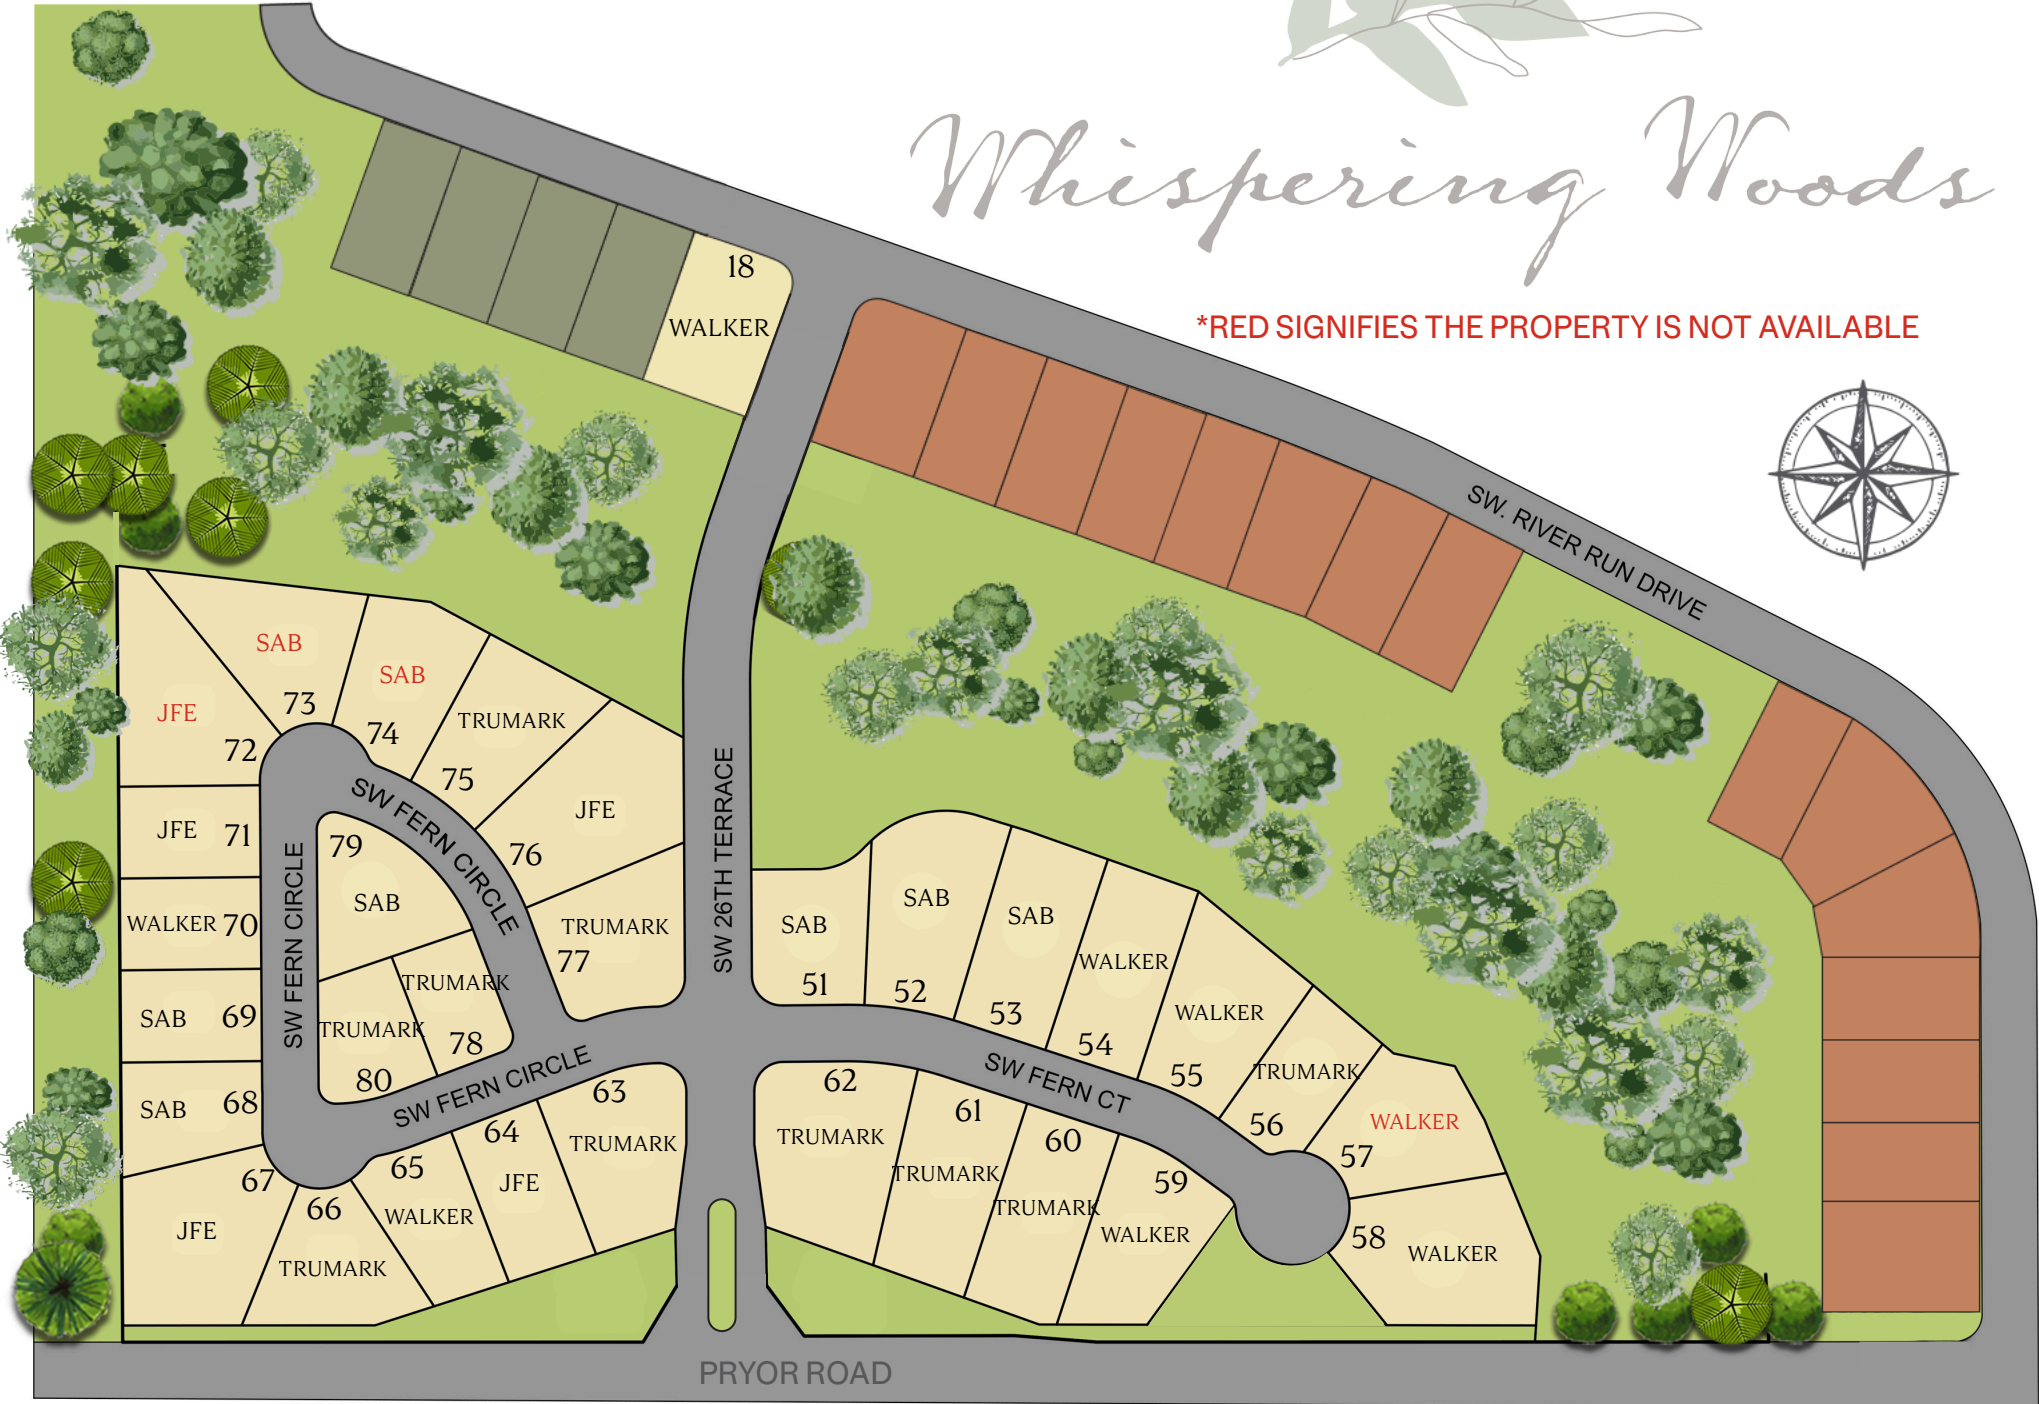 Whispering Woods
*RED SIGNIFIES THE PROPERTY IS NOT AVAILABLE
18
WALKER
SW. RIVER RUN DRIVE
SAB
73
SAB
74
JFE
72
TRUMARK
75
JFE
76
JFE 71
WALKER 70
SAB 69
SAB 68
67
JFE
66
TRUMARK
65
WALKER
64
JFE
63
TRUMARK
SW FERN CIRCLE
SW FERN CIRCLE
SW FERN CIRCLE
79
SAB
TRUMARK
78
TRUMARK
80
TRUMARK
77
SW 26TH TERRACE
SAB
51
SAB
52
SAB
53
WALKER
54
WALKER
55
TRUMARK
56
WALKER
57
58 WALKER
SW FERN CT
62
TRUMARK
61
TRUMARK
60
TRUMARK
59
WALKER
PRYOR ROAD